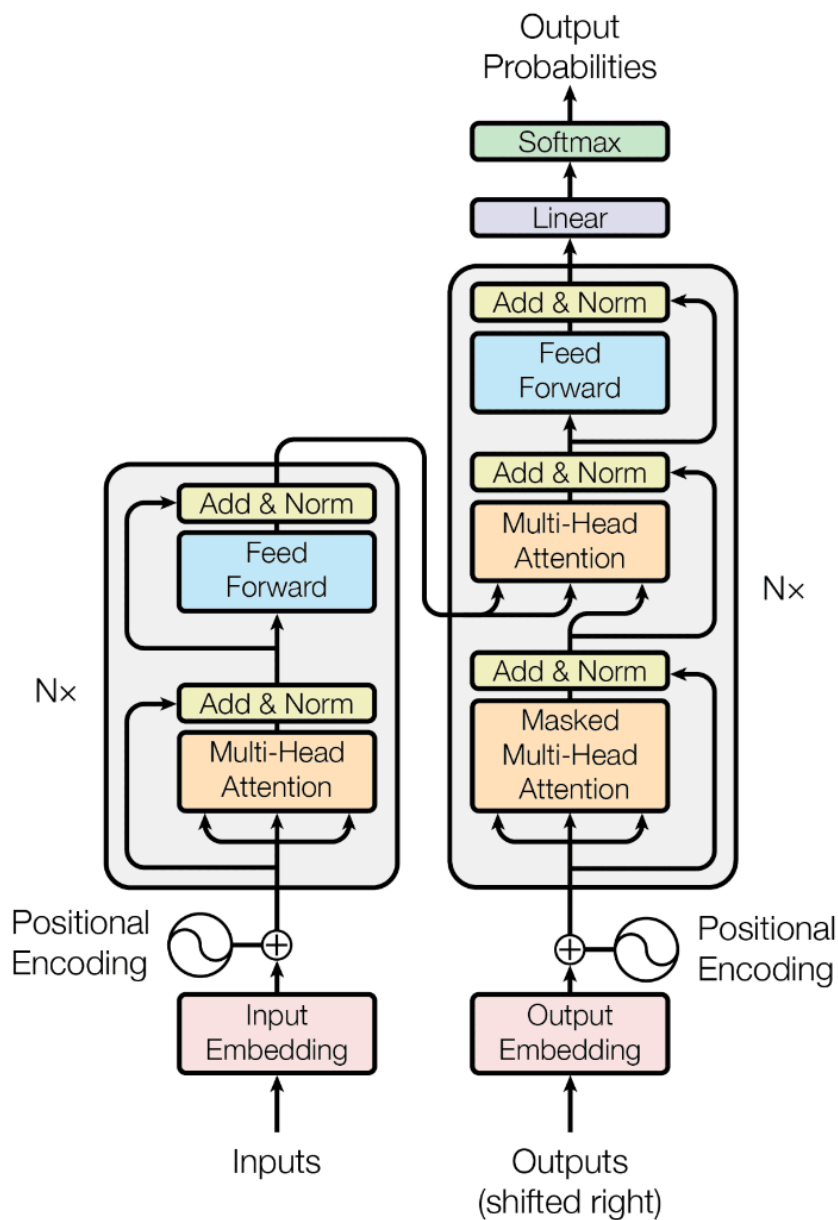 Output
Probabilities
Softmax
Linear
Add & Norm
Feed
Forward
Add & Norm
Multi-Head
Attention
Nx
Add & Norm
Masked
Multi-Head
Attention
Add & Norm
Feed
Forward
Nx
Add & Norm
Multi-Head
Attention
Positional
Encoding
Positional
Encoding
Input
Embedding
Output
Embedding
Inputs
Outputs
(shifted right)